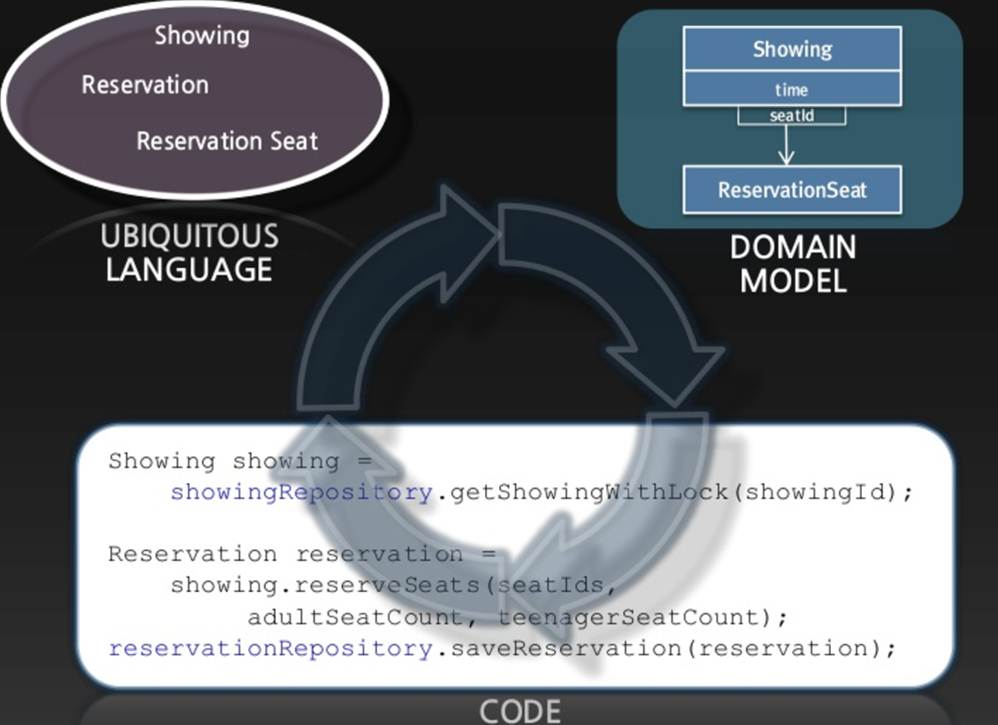 Showing
Reservation
Reservation Seat
UBIQUITOUS
LANGUAGE
Showing
time
seatId
ReservationSeat
DOMAIN
MODEL
Showing showing =
showingRepository.getShowingWithLock(showingId);
Reservation reservation =
showing.reserveSeats(seatIds,
adultSeatCount, teenagerSeatCount);
reservationRepository.saveReservation(reservation);
CODE